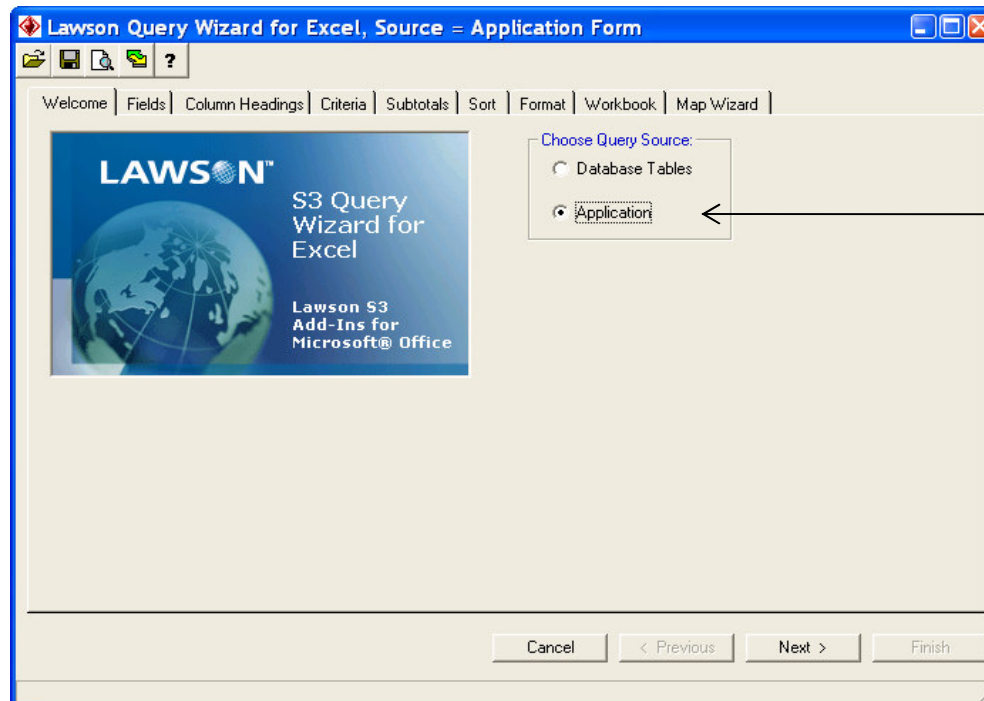 Lawson Query Wizard for Excel, Source = Application Form
?
Welcome Fields Column Headings Criteria Subtotals Sort Format Workbook Map Wizard
LAWSON™
S3 Query
Wizard for
Excel
Lawson S3
Add-Ins for
Microsoft® Office
Choose Query Source:
Database Tables
Application
Cancel < Previous Next > Finish